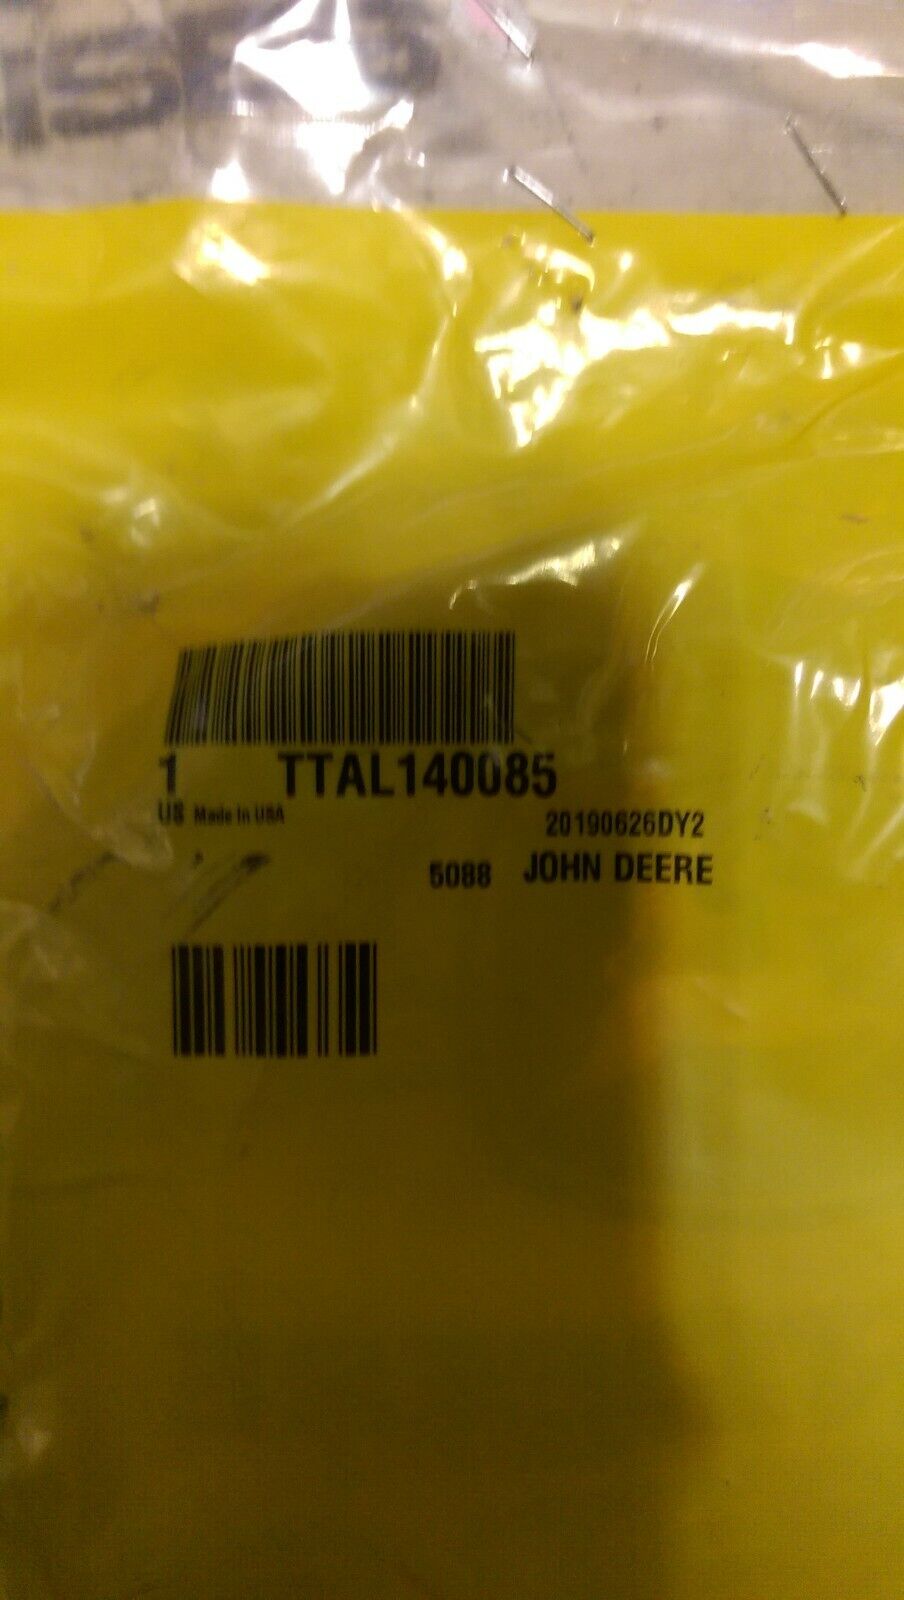 1 TTAL140085
US Made In USA
20190626DY2
5088 JOHN DEERE